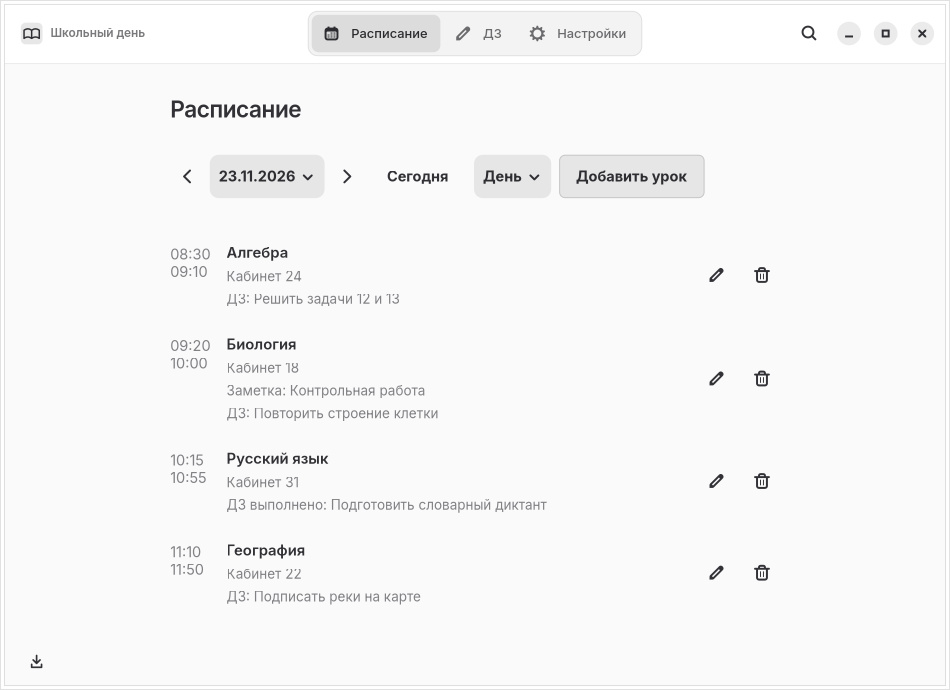 Школьный день
Расписание
ДЗ
Настройки
Расписание
23.11.2026
Сегодня
День
Добавить урок
08:30
09:10
Алгебра
Кабинет 24
ДЗ: Решить задачи 12 и 13
09:20
10:00
Биология
Кабинет 18
Заметка: Контрольная работа
ДЗ: Повторить строение клетки
10:15
10:55
Русский язык
Кабинет 31
ДЗ выполнено: Подготовить словарный диктант
11:10
11:50
География
Кабинет 22
ДЗ: Подписать реки на карте